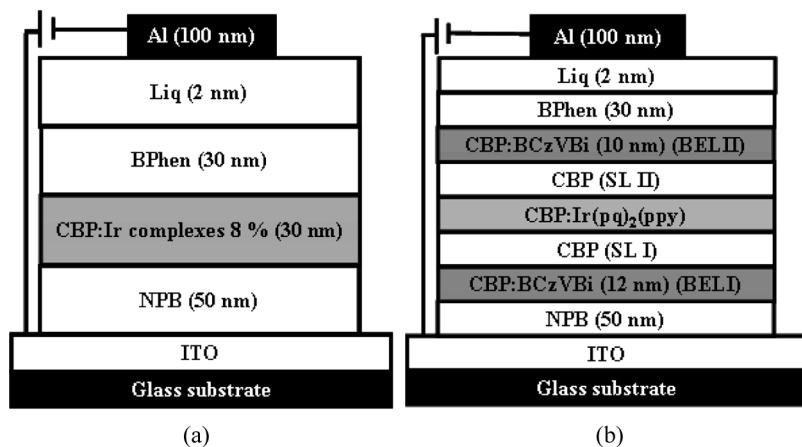 Al (100 nm)
Liq (2 nm)
BPhen (30 nm)
CBP:Ir complexes 8 % (30 nm)
NPB (50 nm)
ITO
Glass substrate
(a)
Al (100 nm)
Liq (2 nm)
BPhen (30 nm)
CBP:BCzVBi (10 nm) (BELII)
CBP (SL II)
CBP:Ir(pq)2(ppy)
CBP (SL I)
CBP:BCzVBi (12 nm) (BELI)
NPB (50 nm)
ITO
Glass substrate
(b)